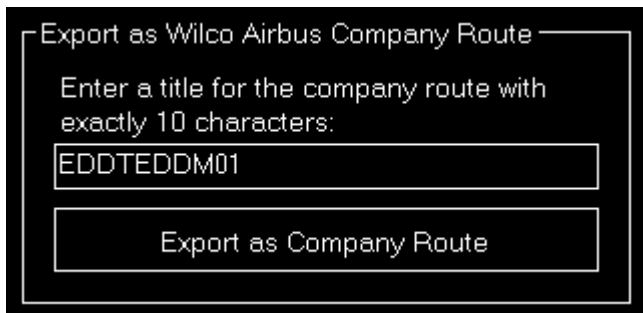 Export as Wilco Airbus Company Route
Enter a title for the company route with
exactly 10 characters:
EDDTEDDM01
Export as Company Route